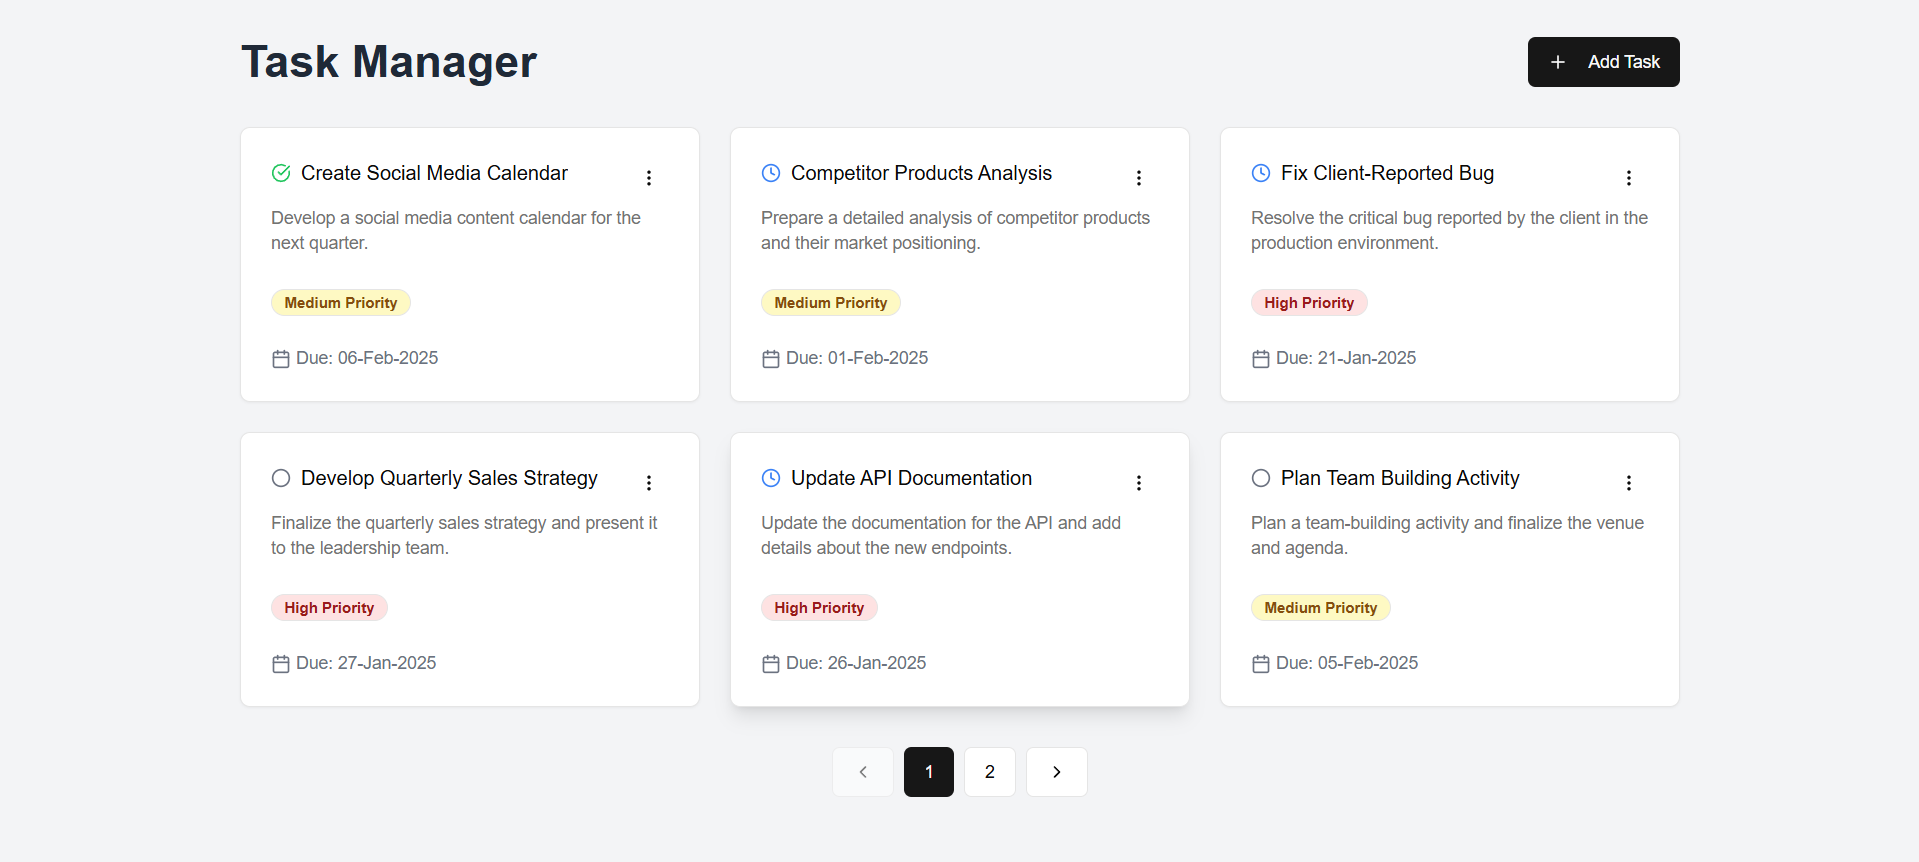 Task Manager
Add Task
Create Social Media Calendar
Develop a social media content calendar for the
next quarter.
Medium Priority
Due: 06-Feb-2025
Competitor Products Analysis
Prepare a detailed analysis of competitor products
and their market positioning.
Medium Priority
Due: 01-Feb-2025
Fix Client-Reported Bug
Resolve the critical bug reported by the client in the
production environment.
High Priority
Due: 21-Jan-2025
Develop Quarterly Sales Strategy
Finalize the quarterly sales strategy and present it
to the leadership team.
High Priority
Due: 27-Jan-2025
Update API Documentation
Update the documentation for the API and add
details about the new endpoints.
High Priority
Due: 26-Jan-2025
Plan Team Building Activity
Plan a team-building activity and finalize the venue
and agenda.
Medium Priority
Due: 05-Feb-2025
1
2